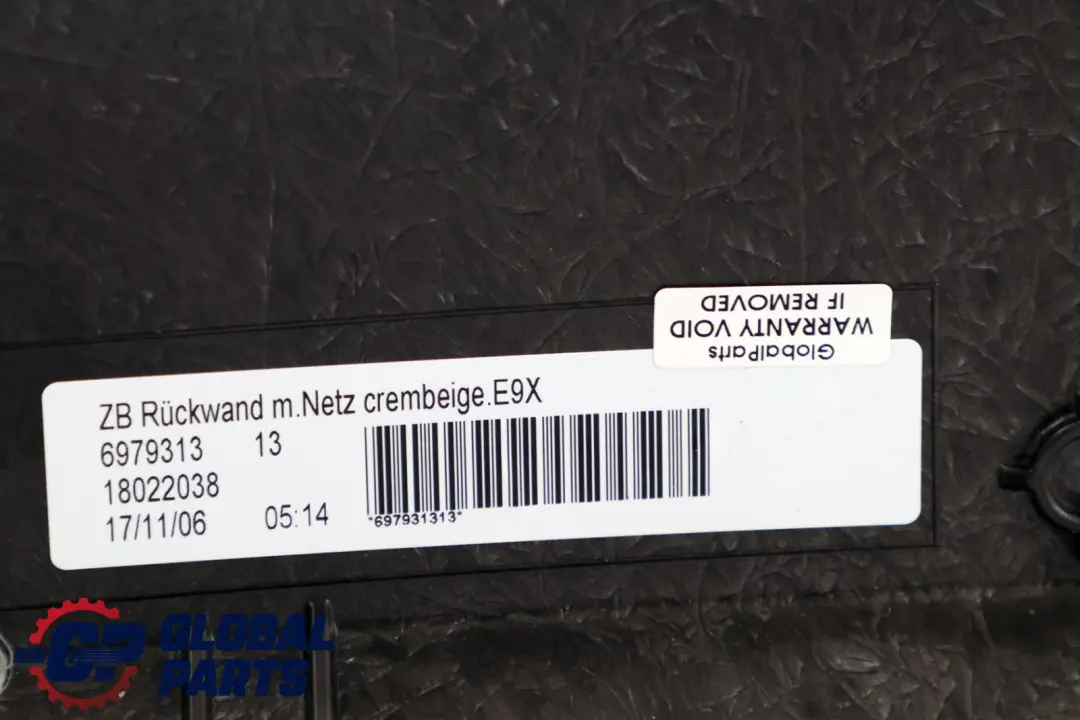 GlobalParts
WARRANTY VOID
IF REMOVED
ZB Rückwand m.Netz crembeige.E9X
6979313 13
18022038
17/11/06 05:14
*697931313*
GP GLOBAL
PARTS